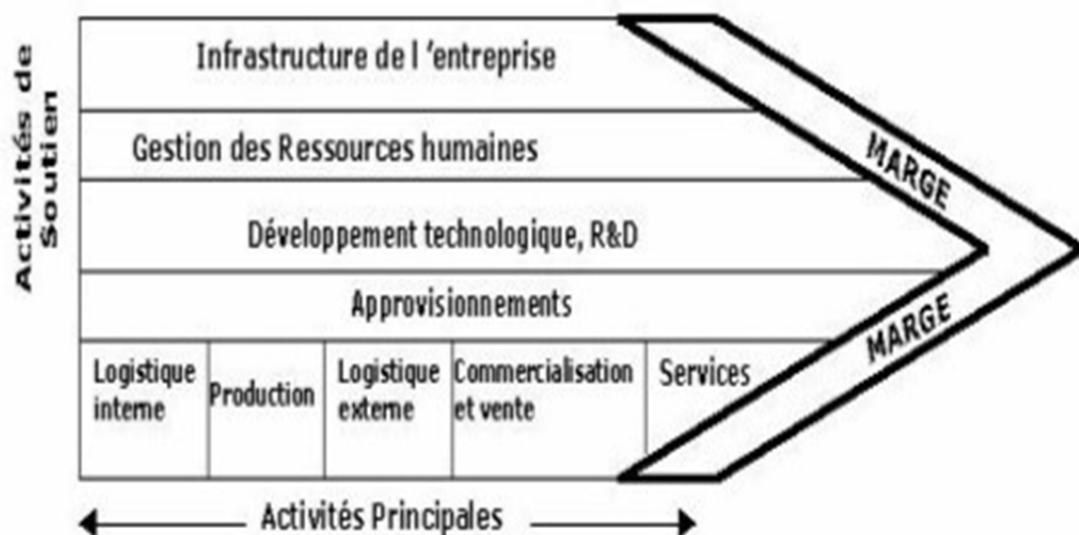 Activités de
Soutien
Infrastructure de l 'entreprise
Gestion des Ressources humaines
Développement technologique, R&D
Approvisionnements
MARGE
MARGE
Logistique
interne
Production
Logistique
externe
Commercialisation
et vente
Services
Activités Principales